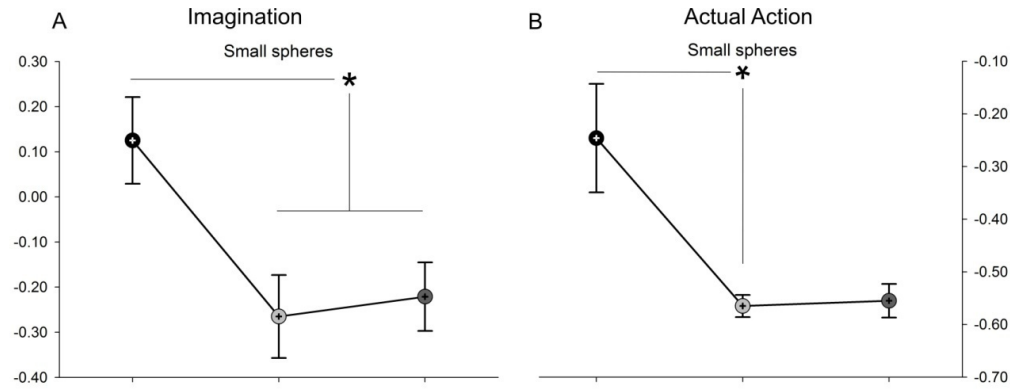 A
Imagination
Small spheres
0.30
0.20
0.10
0.00
-0.10
-0.20
-0.30
-0.40
*
B
Actual Action
Small spheres
*
-0.10
-0.20
-0.30
-0.40
-0.50
-0.60
-0.70